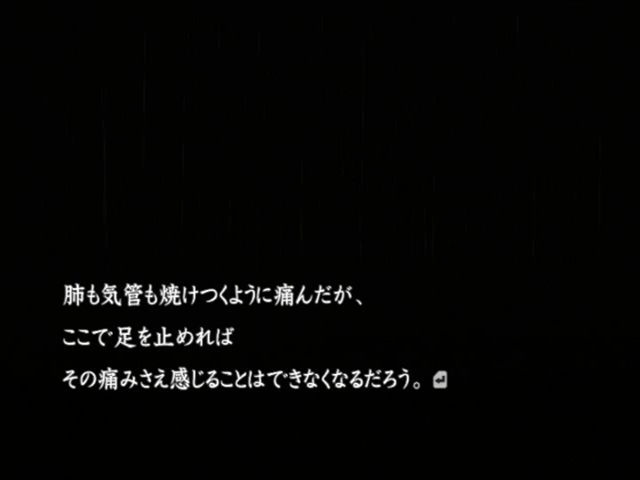 肺も気管も焼けつくように痛んだが、
ここで足を止めれば
その痛みさえ感じることはできなくなるだろう。